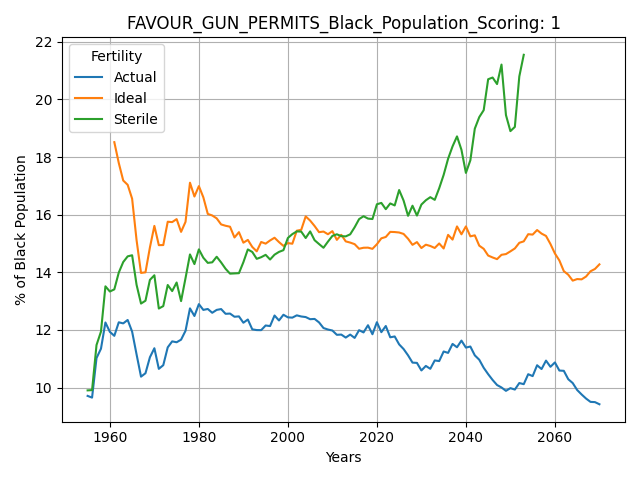 FAVOUR_GUN_PERMITS_Black_Population_Scoring: 1
Fertility
Actual
Ideal
Sterile
% of Black Population
22
20
18
16
14
12
10
1960 1980 2000 2020 2040 2060
Years